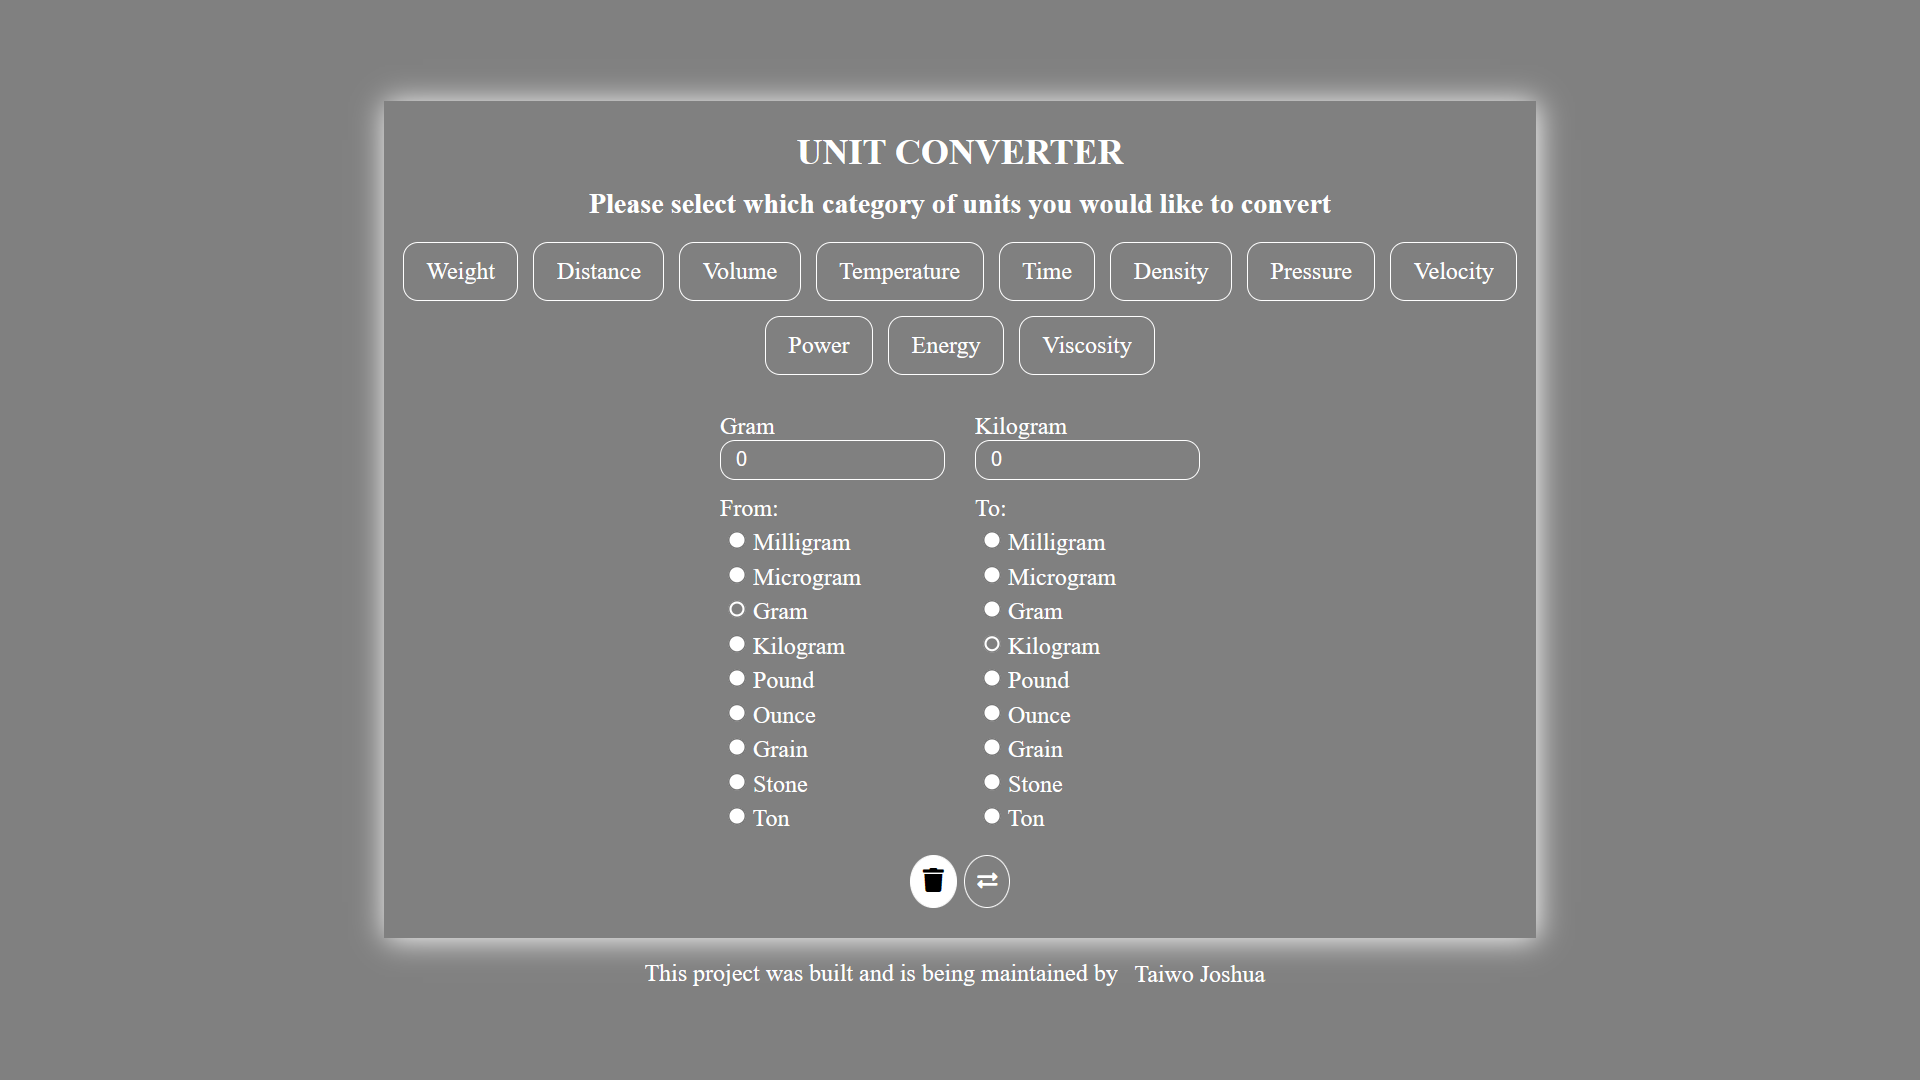 UNIT CONVERTER
Please select which category of units you would like to convert
Weight Distance Volume Temperature Time Density Pressure Velocity
Power Energy Viscosity
Gram Kilogram
0 0
From: To:
Milligram Milligram
Microgram Microgram
Gram Gram
Kilogram Kilogram
Pound Pound
Ounce Ounce
Grain Grain
Stone Stone
Ton Ton
This project was built and is being maintained by Taiwo Joshua